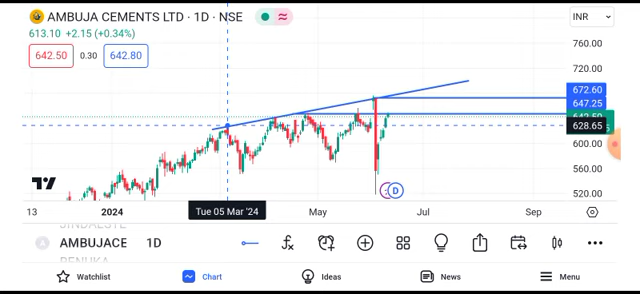 AMBUJA CEMENTS LTD · 1D · NSE
INR
613.10 +2.15 (+0.34%)
642.50 0.30 642.80
760.00
720.00
672.60
647.25
628.65
600.00
560.00
520.00
13 2024 Tue 05 Mar '24 May Jul Sep
D
AMBUJACE 1D
Watchlist Chart Ideas News Menu